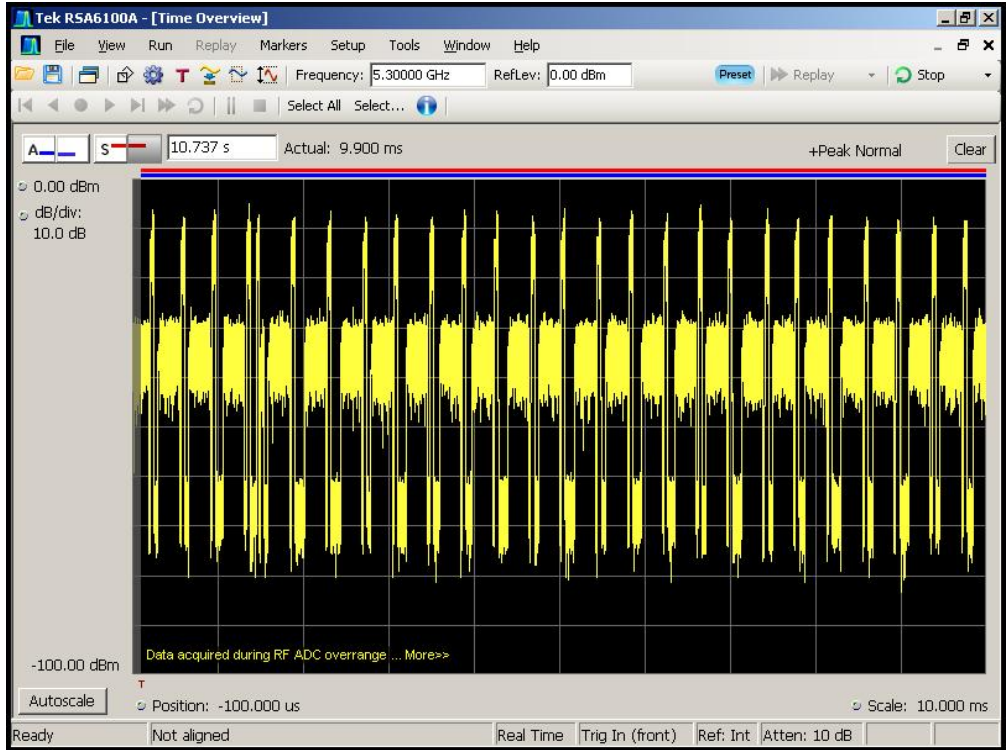 Tek RSA6100A - [Time Overview]
File View Run Replay Markers Setup Tools Window Help
T Frequency: 5.30000 GHz RefLev: 0.00 dBm Preset Replay Stop
Select All Select...
A S 10.737 s Actual: 9.900 ms +Peak Normal Clear
0.00 dBm
dB/div:
10.0 dB
Data acquired during RF ADC overrange ... More>>
-100.00 dBm
T
Autoscale Position: -100.000 us Scale: 10.000 ms
Ready Not aligned Real Time Trig In (front) Ref: Int Atten: 10 dB